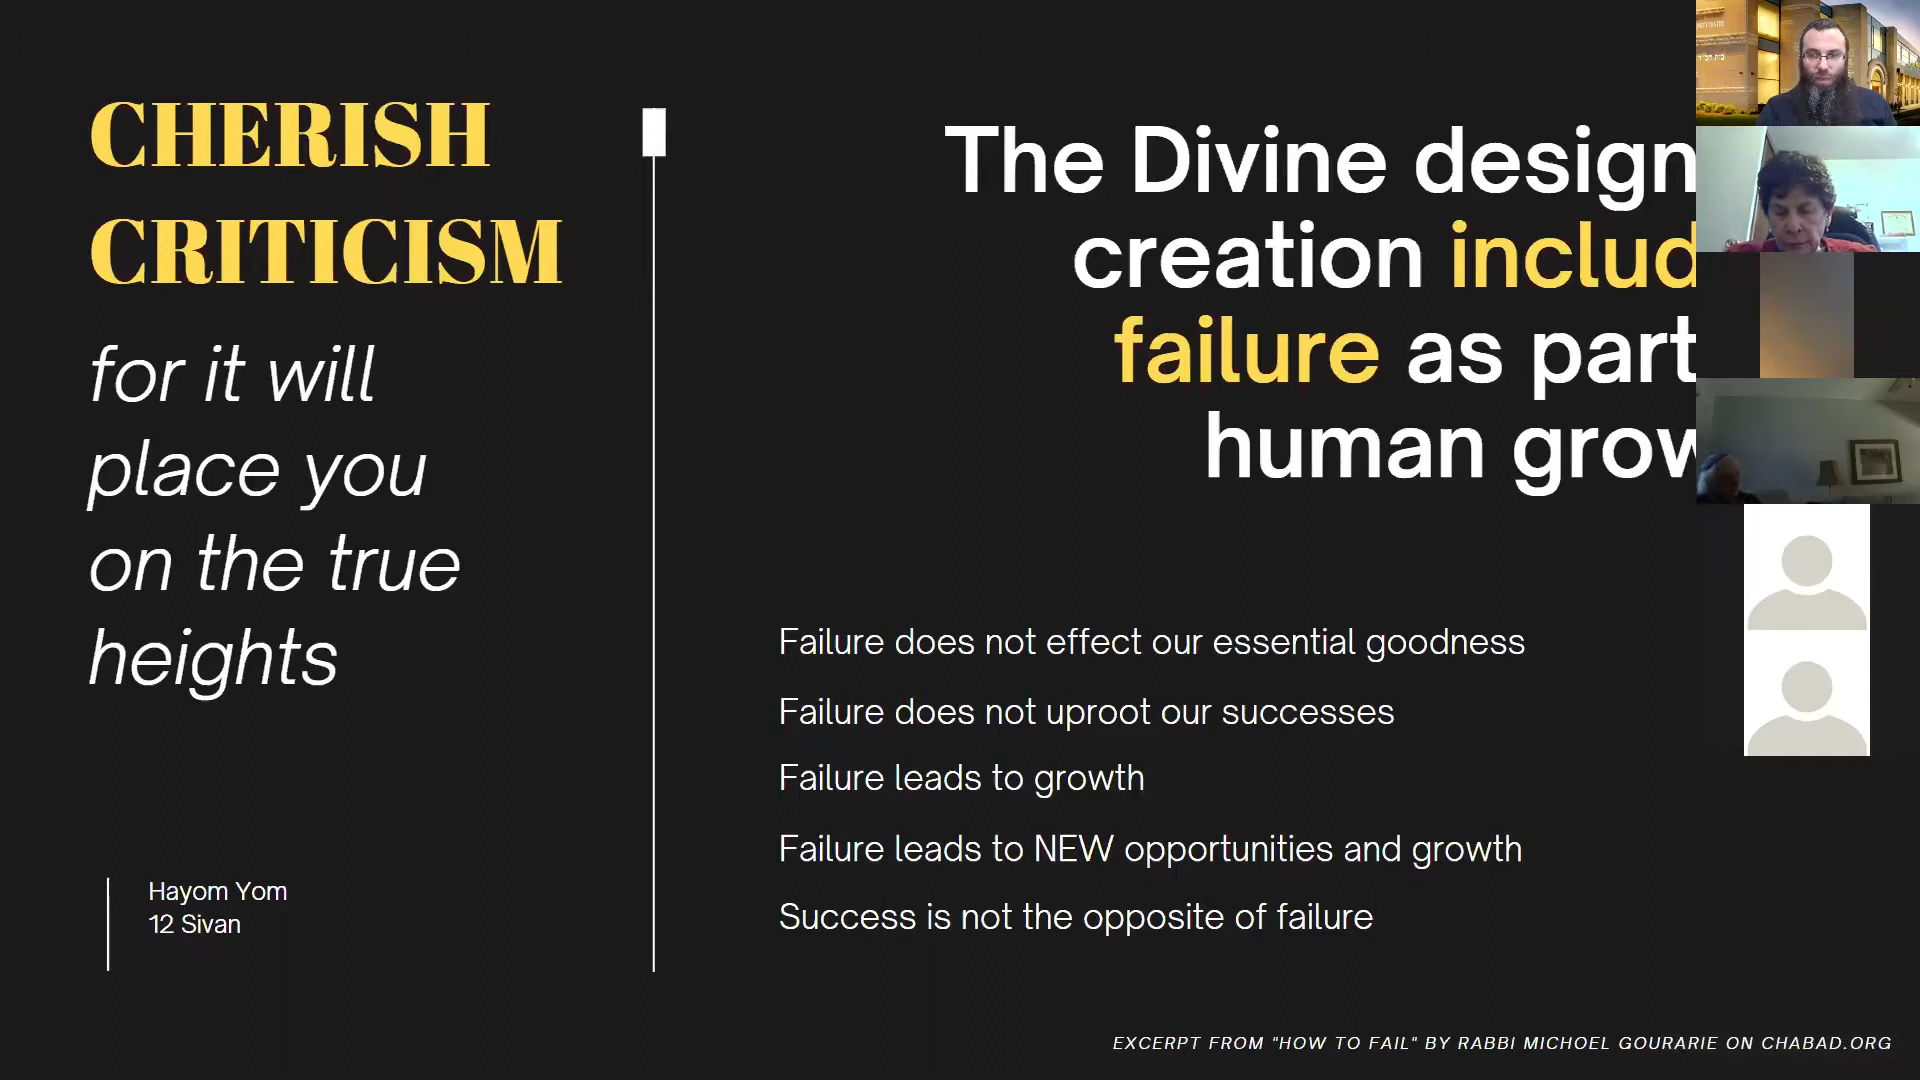 CHERISH
CRITICISM
for it will
place you
on the true
heights
Hayom Yom
12 Sivan
The Divine design
creation includ
failure as part
human grow
Failure does not effect our essential goodness
Failure does not uproot our successes
Failure leads to growth
Failure leads to NEW opportunities and growth
Success is not the opposite of failure
EXCERPT FROM "HOW TO FAIL" BY RABBI MICHOEL GOURARIE ON CHABAD.ORG